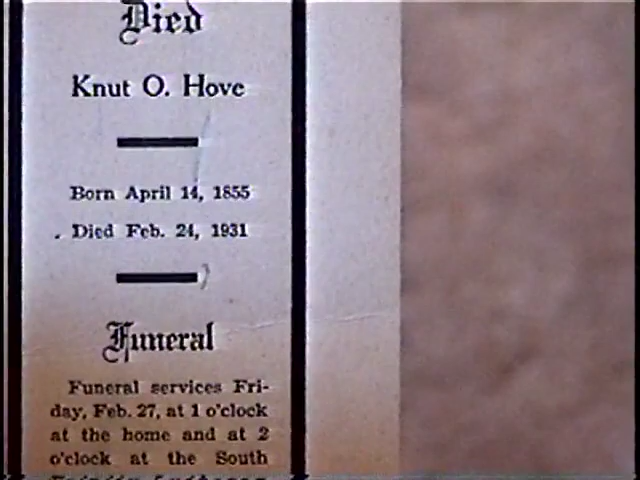 Died
Knut O. Hove
Born April 14, 1855
Died Feb. 24, 1931
Funeral
Funeral services Fri-
day, Feb. 27, at 1 o'clock
at the home and at 2
o'clock at the South